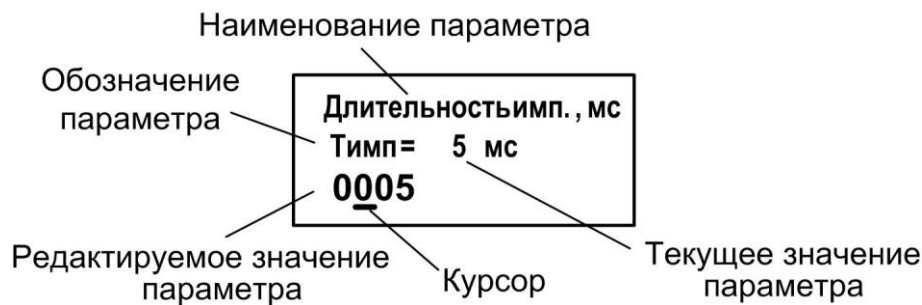 Наименование параметра
Обозначение
параметра
Длительностьимп., мс
Тимп= 5 мс
0005
Редактируемое значение
параметра
Курсор
Текущее значение
параметра